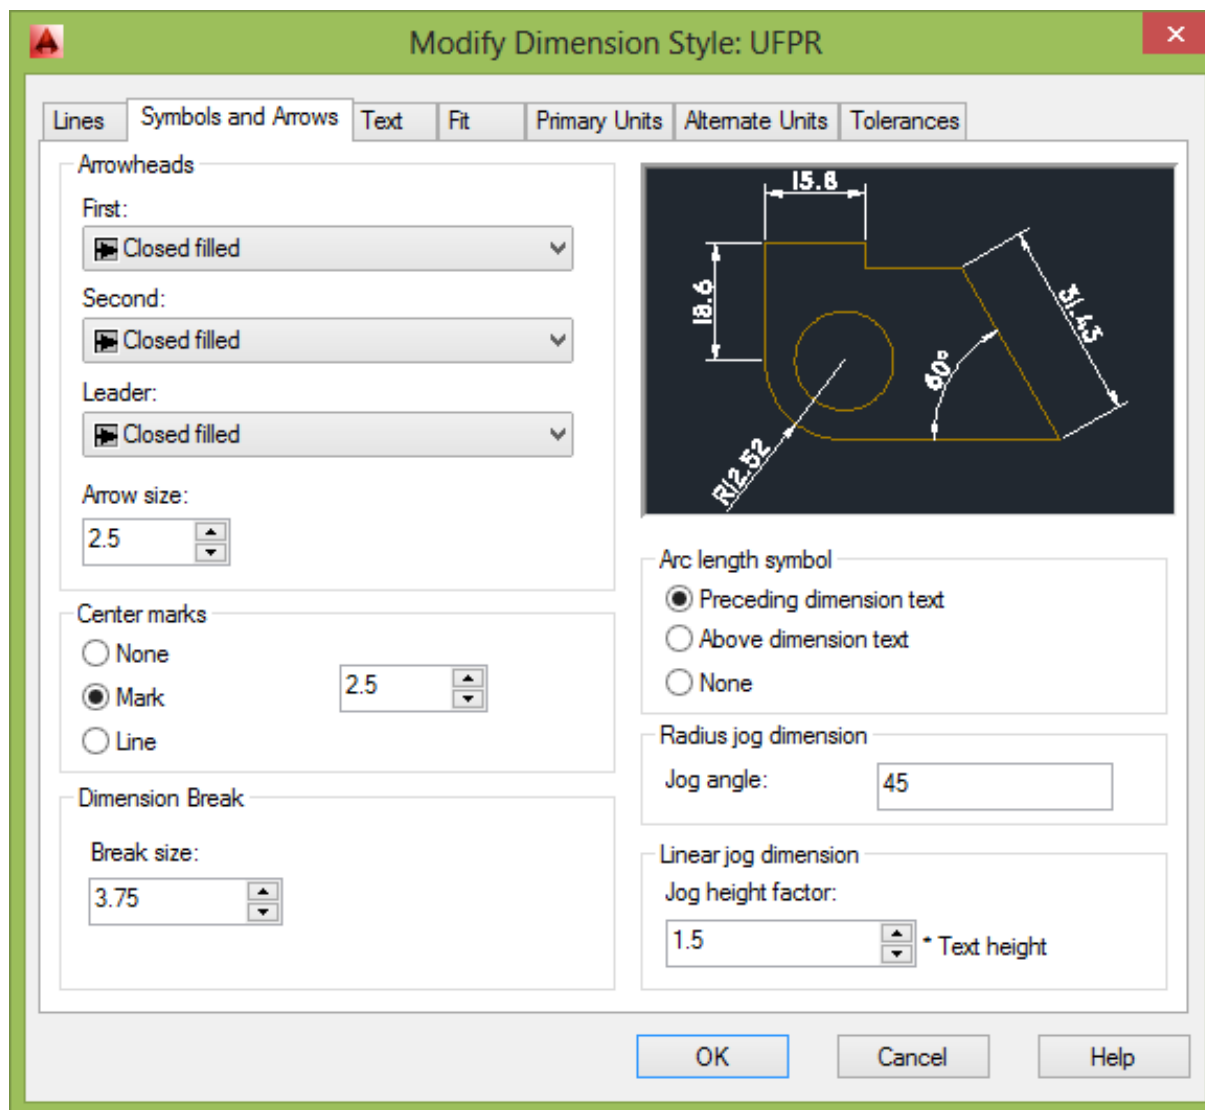 Modify Dimension Style: UFPR
Lines
Symbols and Arrows
Text
Fit
Primary Units
Alternate Units
Tolerances
Arrowheads
First:
Closed filled
Second:
Closed filled
Leader:
Closed filled
Arrow size:
2.5
Center marks
None
Mark
2.5
Line
Dimension Break
Break size:
3.75
15.8
18.6
31.43
60°
R12.52
Arc length symbol
Preceding dimension text
Above dimension text
None
Radius jog dimension
Jog angle:
45
Linear jog dimension
Jog height factor:
1.5
* Text height
OK
Cancel
Help